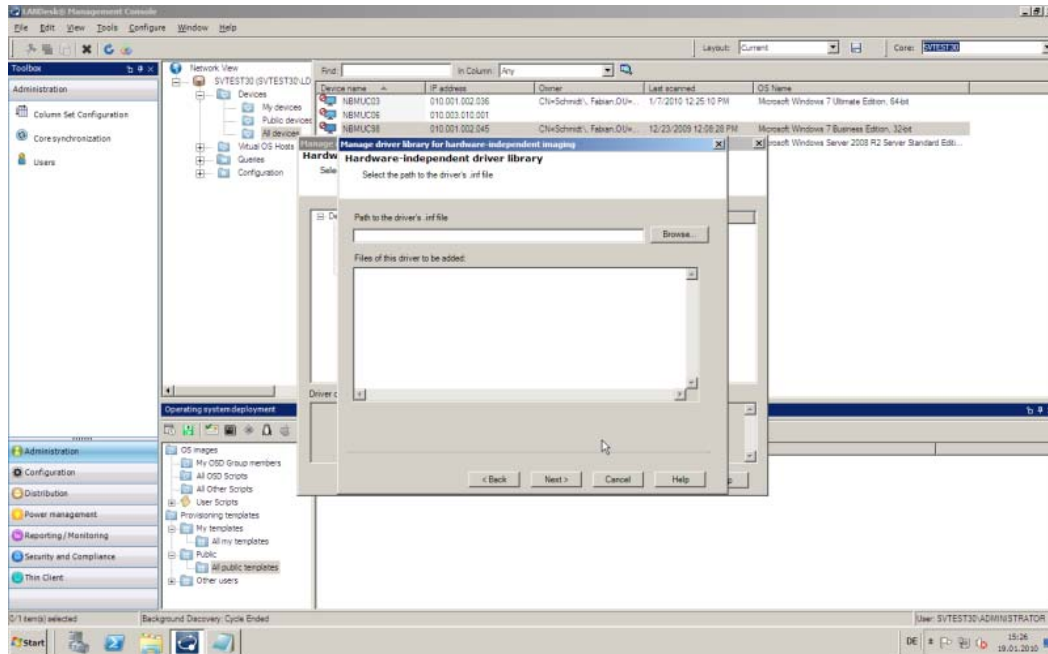 LANDesk® Management Console
File Edit View Tools Configure Window Help
Layout: Current Core: SVTEST30
Toolbox
Administration
Column Set Configuration
Core synchronization
Users
Network View
SVTEST30 (SVTEST30\LD
Devices
My devices
Public devices
All devices
Virtual OS Hosts
Queries
Configuration
Find: In Column: Any
Device name IP address Owner Last scanned OS Name
NBMUC03 010.001.002.036 CN=Schmidt\, Fabian,OU=... 1/7/2010 12:25:10 PM Microsoft Windows 7 Ultimate Edition, 64-bit
NBMUC06 010.003.010.001
NBMUC98 010.001.002.045 CN=Schmidt\, Fabian,OU=... 12/23/2009 12:08:28 PM Microsoft Windows 7 Business Edition, 32-bit
Microsoft Windows Server 2008 R2 Server Standard Editi...
Manage
Hardw
Sele
De
Driver
Manage driver library for hardware-independent imaging
Hardware-independent driver library
Select the path to the driver's .inf file
Path to the driver's .inf file
Browse...
Files of this driver to be added:
< Back Next > Cancel Help
Operating system deployment
OS images
My OSD Group members
All OSD Scripts
All Other Scripts
User Scripts
Provisioning templates
My templates
All my templates
Public
All public templates
Other users
Administration
Configuration
Distribution
Power management
Reporting / Monitoring
Security and Compliance
Thin Client
0/1 item(s) selected Background Discovery: Cycle Ended User: SVTEST30\ADMINISTRATOR
Start DE 15:26
19.01.2010